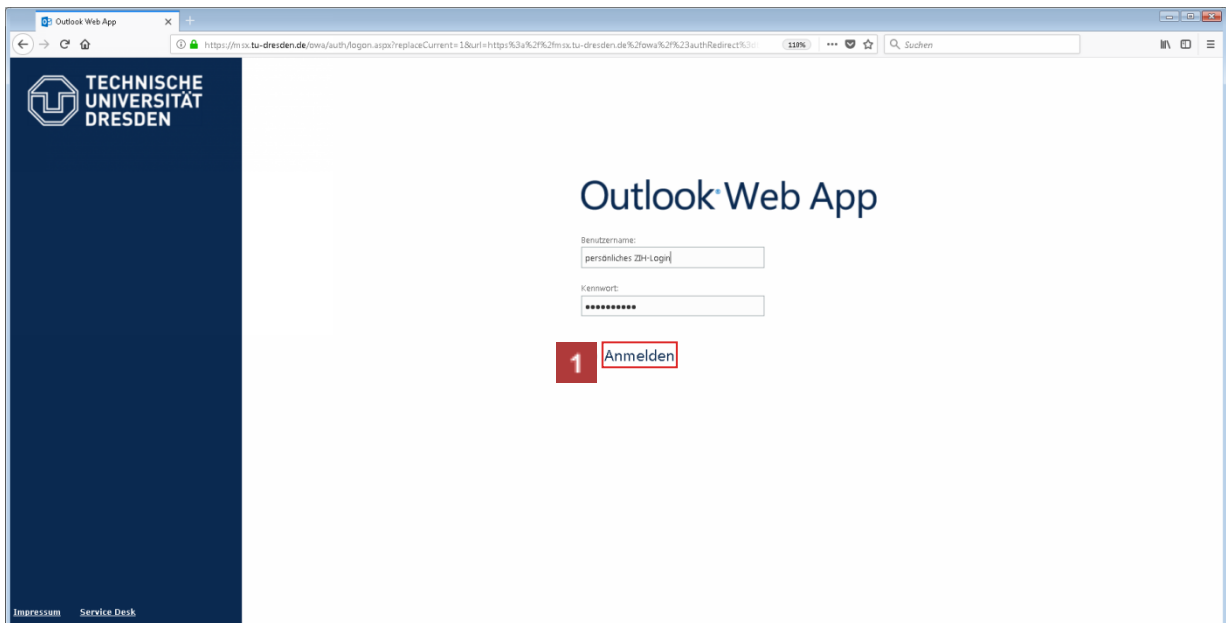 Outlook Web App
https://msx.tu-dresden.de/owa/auth/logon.aspx?replaceCurrent=1&url=https%3a%2f%2fmsx.tu-dresden.de%2fowa%2f%23authRedirect%3d
110%
Suchen
TECHNISCHE
UNIVERSITÄT
DRESDEN
Outlook Web App
Benutzername:
persönliches ZIH-Login
Kennwort:
1 Anmelden
Impressum Service Desk